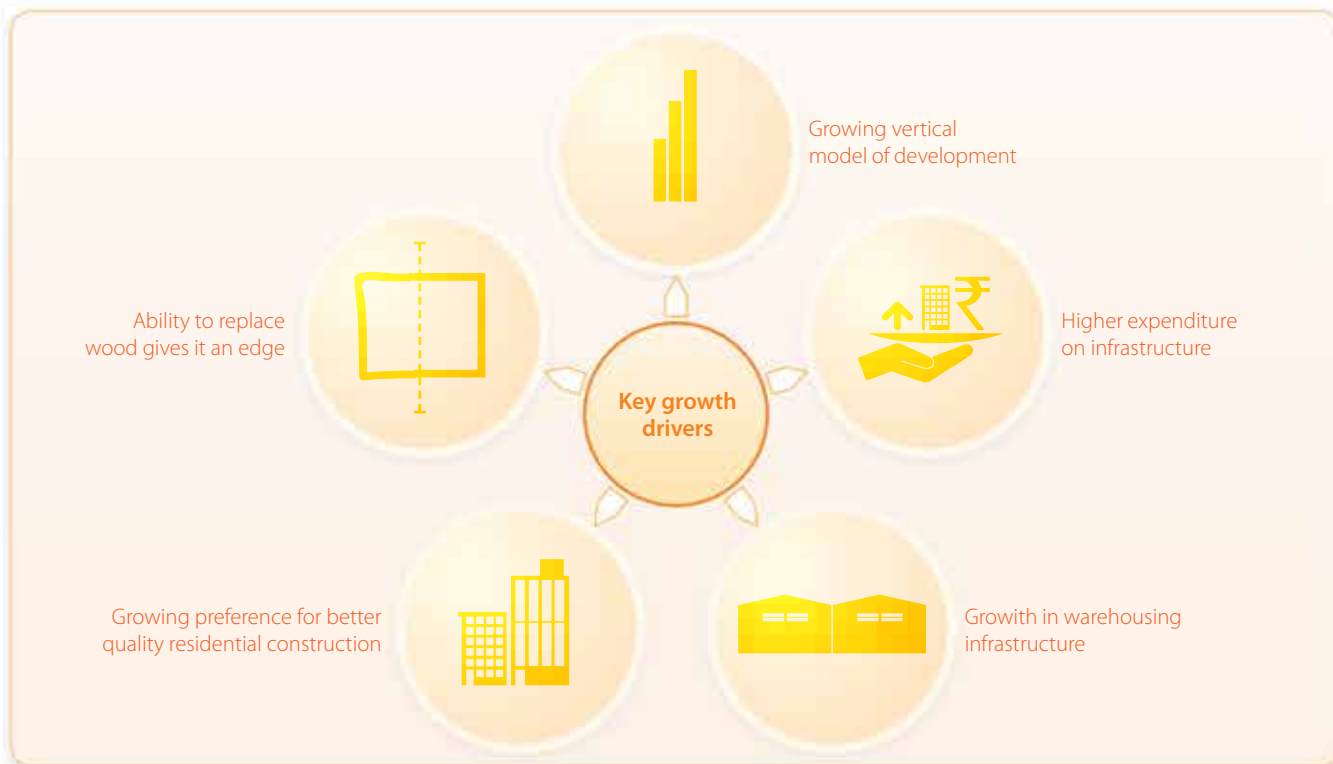 Growing vertical
model of development
Ability to replace
wood gives it an edge
Higher expenditure
on infrastructure
Key growth
drivers
Growing preference for better
quality residential construction
Growith in warehousing
infrastructure
₹